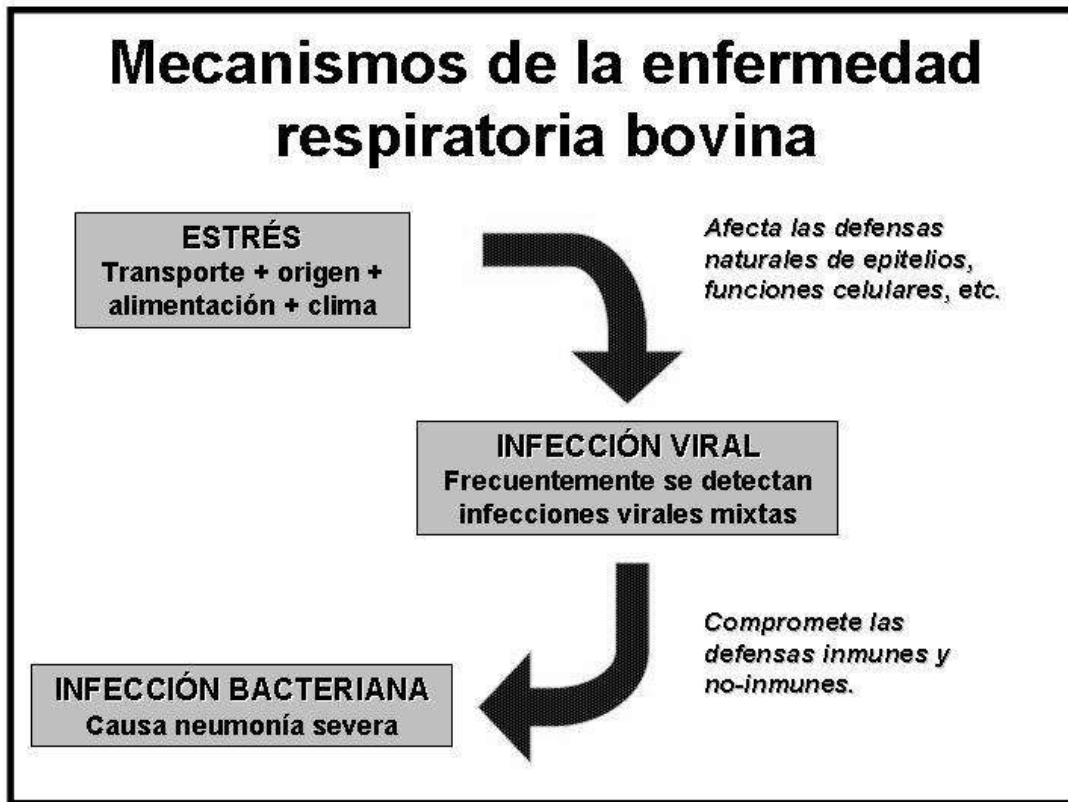 Mecanismos de la enfermedad
respiratoria bovina
ESTRÉS
Transporte + origen +
alimentación + clima
Afecta las defensas
naturales de epitelios,
funciones celulares, etc.
INFECCIÓN VIRAL
Frecuentemente se detectan
infecciones virales mixtas
Compromete las
defensas inmunes y
no-inmunes.
INFECCIÓN BACTERIANA
Causa neumonía severa